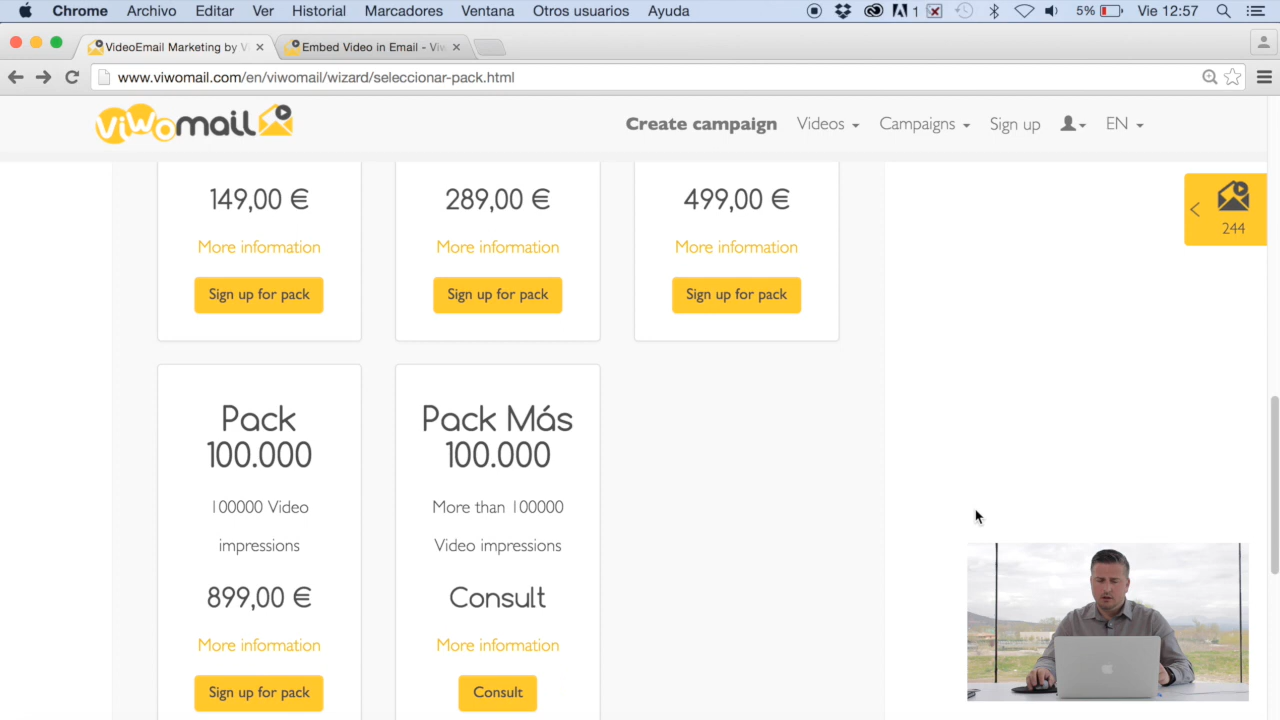 Chrome Archivo Editar Ver Historial Marcadores Ventana Otros usuarios Ayuda 1 5% Vie 12:57
VideoEmail Marketing by V
Embed Video in Email - Viw
www.viwomail.com/en/viwomail/wizard/seleccionar-pack.html
viwomail
Create campaign Videos Campaigns Sign up EN
149,00 € 289,00 € 499,00 €
More information More information More information
Sign up for pack Sign up for pack Sign up for pack
244
Pack
100.000
100000 Video
impressions
899,00 €
More information
Sign up for pack
Pack Más
100.000
More than 100000
Video impressions
Consult
More information
Consult